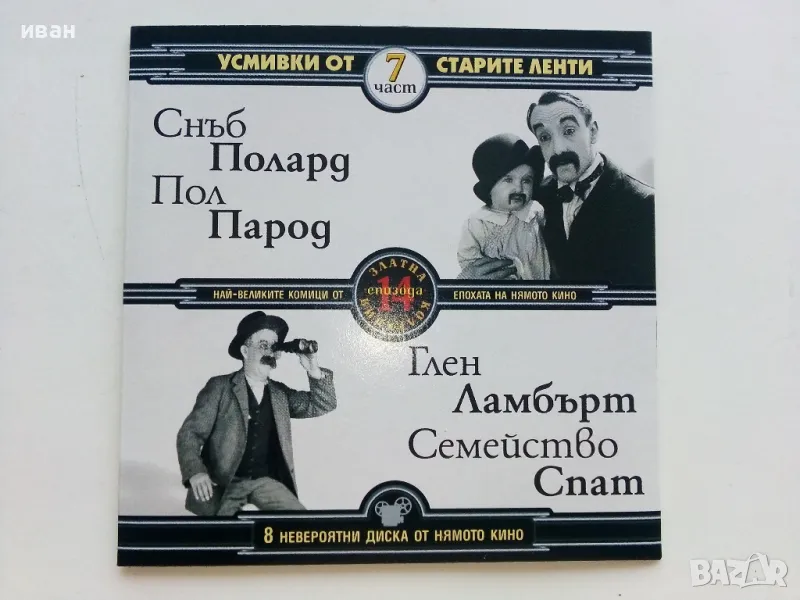 иван
УСМИВКИ ОТ 7 СТАРИТЕ ЛЕНТИ
част
Снъб
Полард
Пол
Парод
ЗЛАТНА
НАЙ-ВЕЛИКИТЕ КОМИЦИ ОТ 14 ЕПОХАТА НА НЯМОТО КИНО
епизода
Глен
Ламбърт
Семейство
Спат
8 НЕВЕРОЯТНИ ДИСКА ОТ НЯМОТО КИНО
BAZAR